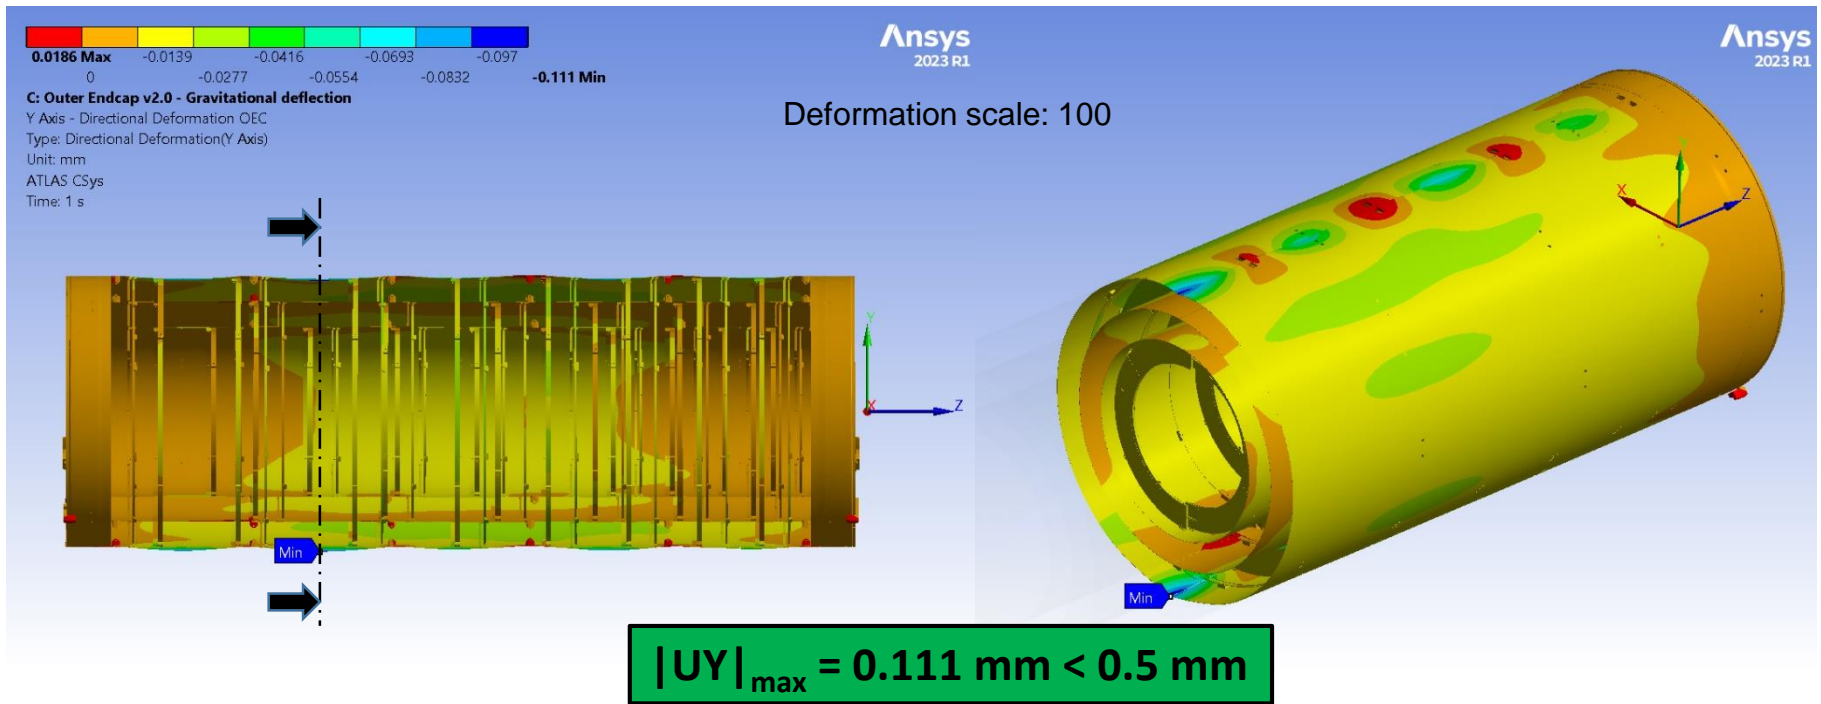 0.0186 Max -0.0139 -0.0416 -0.0693 -0.097
0 -0.0277 -0.0554 -0.0832 -0.111 Min
C: Outer Endcap v2.0 - Gravitational deflection
Y Axis - Directional Deformation OEC
Type: Directional Deformation(Y Axis)
Unit: mm
ATLAS CSys
Time: 1 s
Ansys
2023 R1
Deformation scale: 100
Ansys
2023 R1
Y
X
Z
Min
Y
X
Z
Min
|UY|max = 0.111 mm < 0.5 mm